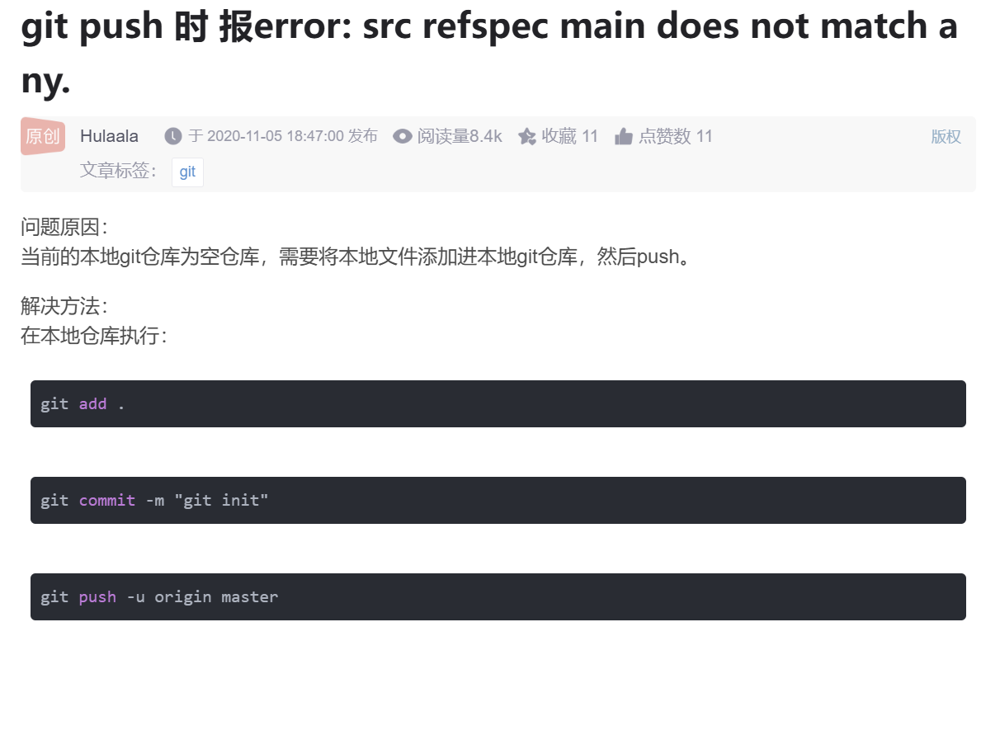 git push 时 报error: src refspec main does not match a
ny.
原创 Hulaala 于 2020-11-05 18:47:00 发布 阅读量8.4k 收藏 11 点赞数 11 版权
文章标签： git
问题原因：
当前的本地git仓库为空仓库，需要将本地文件添加进本地git仓库，然后push。
解决方法：
在本地仓库执行：
git add .
git commit -m "git init"
git push -u origin master